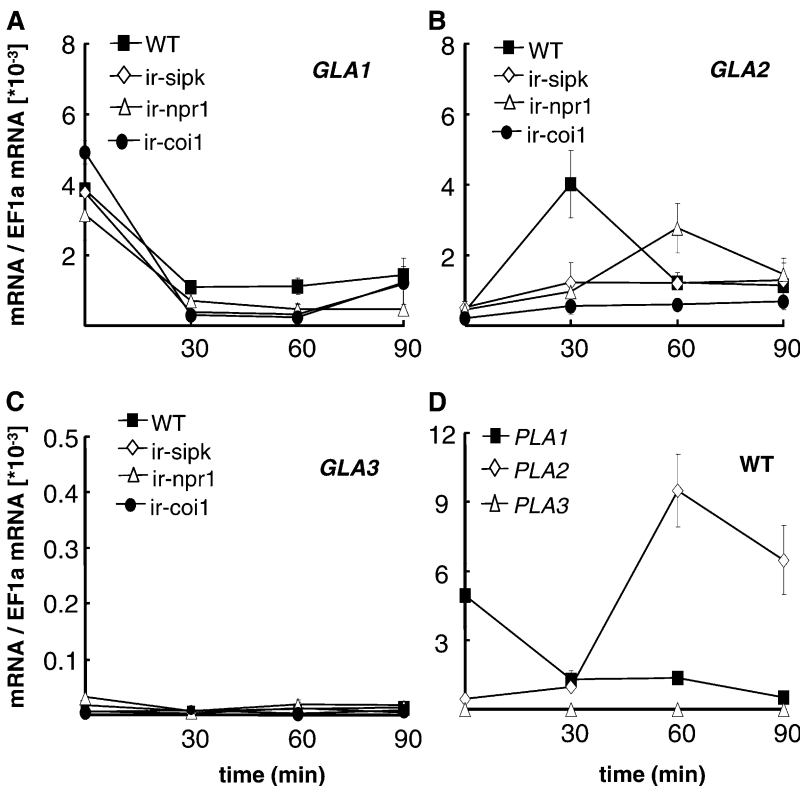 A
mRNA / EF1a mRNA [*10-3]
8
6
4
2
WT
ir-sipk
ir-npr1
ir-coi1
GLA1
30
60
90
B
8
6
4
2
WT
ir-sipk
ir-npr1
ir-coi1
GLA2
30
60
90
C
mRNA / EF1a mRNA [*10-3]
0.5
0.4
0.3
0.2
0.1
WT
ir-sipk
ir-npr1
ir-coi1
GLA3
30
60
90
time (min)
D
12
9
6
3
PLA1
PLA2
PLA3
WT
30
60
90
time (min)